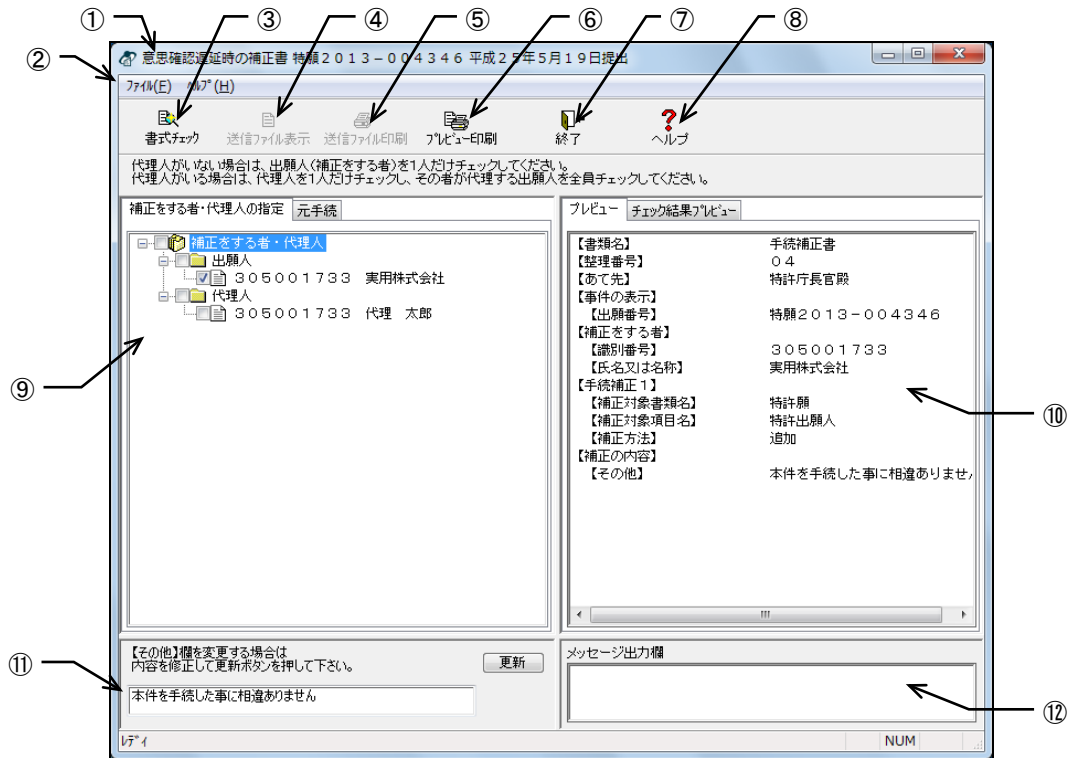 ① ③ ④ ⑤ ⑥ ⑦ ⑧
②
意思確認遅延時の補正書 特願２０１３－００４３４６ 平成２５年５月１９日提出
ﾌｧｲﾙ(F) ﾍﾙﾌﾟ(H)
書式ﾁｪｯｸ 送信ﾌｧｲﾙ表示 送信ﾌｧｲﾙ印刷 ﾌﾟﾚﾋﾞｭｰ印刷 終了 ヘルプ
代理人がいない場合は、出願人(補正をする者)を1人だけチェックしてください。
代理人がいる場合は、代理人を1人だけチェックし、その者が代理する出願人を全員チェックしてください。
補正をする者・代理人の指定 元手続
補正をする者・代理人
出願人
３０５００１７３３ 実用株式会社
代理人
３０５００１７３３ 代理 太郎
⑨
プレビュー チェック結果ﾌﾟﾚﾋﾞｭｰ
【書類名】 手続補正書
【整理番号】 ０４
【あて先】 特許庁長官殿
【事件の表示】
【出願番号】 特願２０１３－００４３４６
【補正をする者】
【識別番号】 ３０５００１７３３
【氏名又は名称】 実用株式会社
【手続補正１】
【補正対象書類名】 特許願
【補正対象項目名】 特許出願人
【補正方法】 追加
【補正の内容】
【その他】 本件を手続した事に相違ありませ
⑩
【その他】欄を変更する場合は
内容を修正して更新ボタンを押して下さい。
更新
本件を手続した事に相違ありません
⑪
メッセージ出力欄
⑫
ﾚﾃﾞｨ NUM